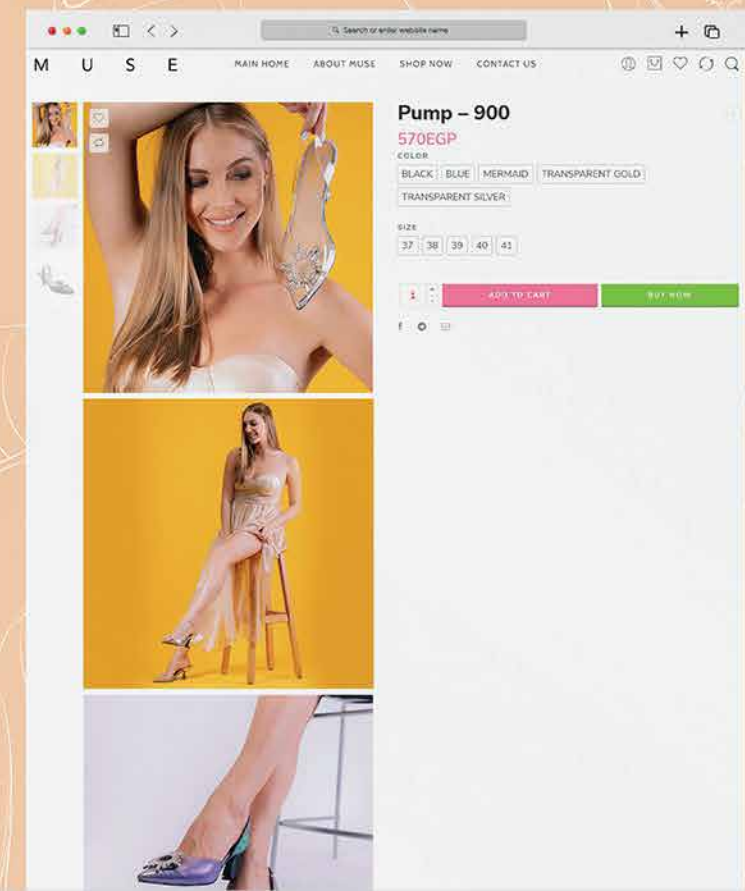 Search or enter website name
M U S E
MAIN HOME ABOUT MUSE SHOP NOW CONTACT US
Pump – 900
570EGP
COLOR
BLACK BLUE MERMAID TRANSPARENT GOLD
TRANSPARENT SILVER
SIZE
37 38 39 40 41
1 ADD TO CART BUY NOW